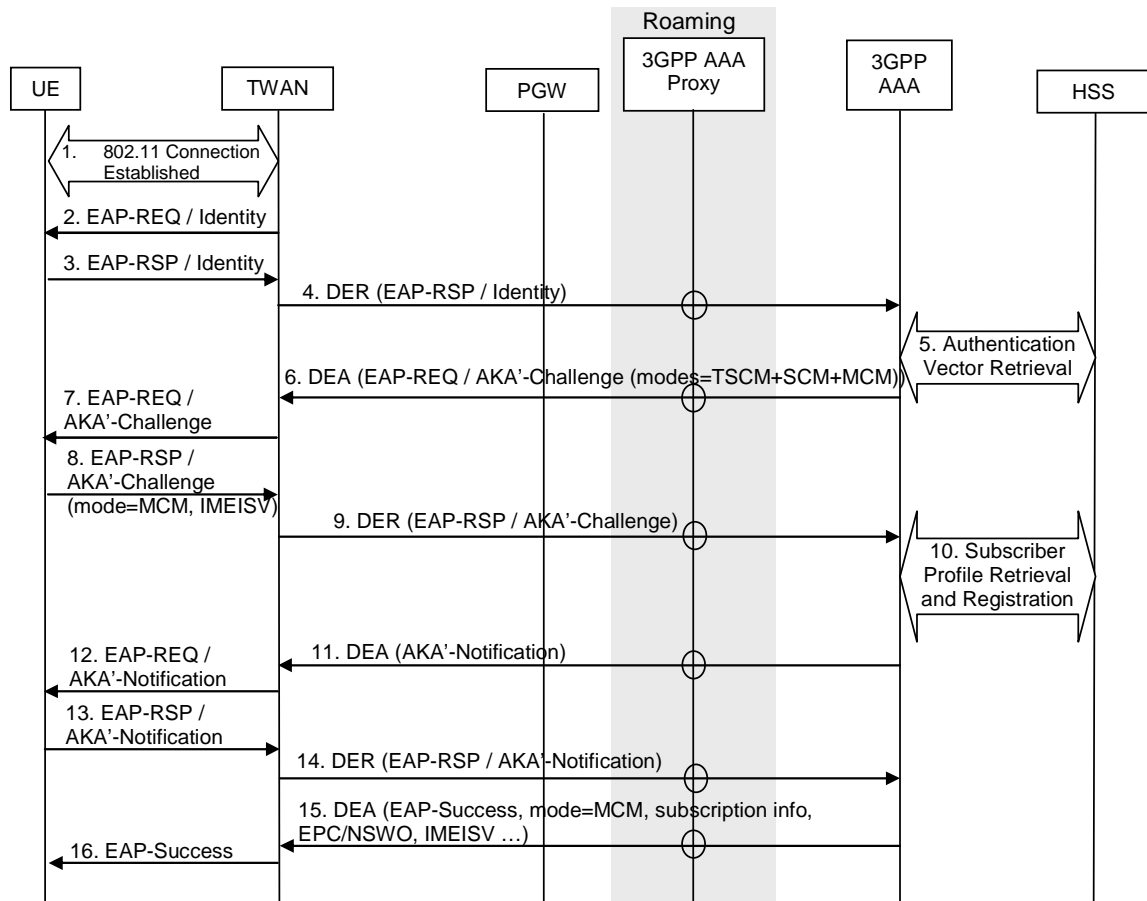 Roaming
UE
TWAN
PGW
3GPP AAA
Proxy
3GPP
AAA
HSS
1. 802.11 Connection
Established
2. EAP-REQ / Identity
3. EAP-RSP / Identity
4. DER (EAP-RSP / Identity)
5. Authentication
Vector Retrieval
6. DEA (EAP-REQ / AKA’-Challenge (modes=TSCM+SCM+MCM))
7. EAP-REQ /
AKA’-Challenge
8. EAP-RSP /
AKA’-Challenge
(mode=MCM, IMEISV)
9. DER (EAP-RSP / AKA’-Challenge)
10. Subscriber
Profile Retrieval
and Registration
11. DEA (AKA’-Notification)
12. EAP-REQ /
AKA’-Notification
13. EAP-RSP /
AKA’-Notification
14. DER (EAP-RSP / AKA’-Notification)
15. DEA (EAP-Success, mode=MCM, subscription info,
EPC/NSWO, IMEISV …)
16. EAP-Success